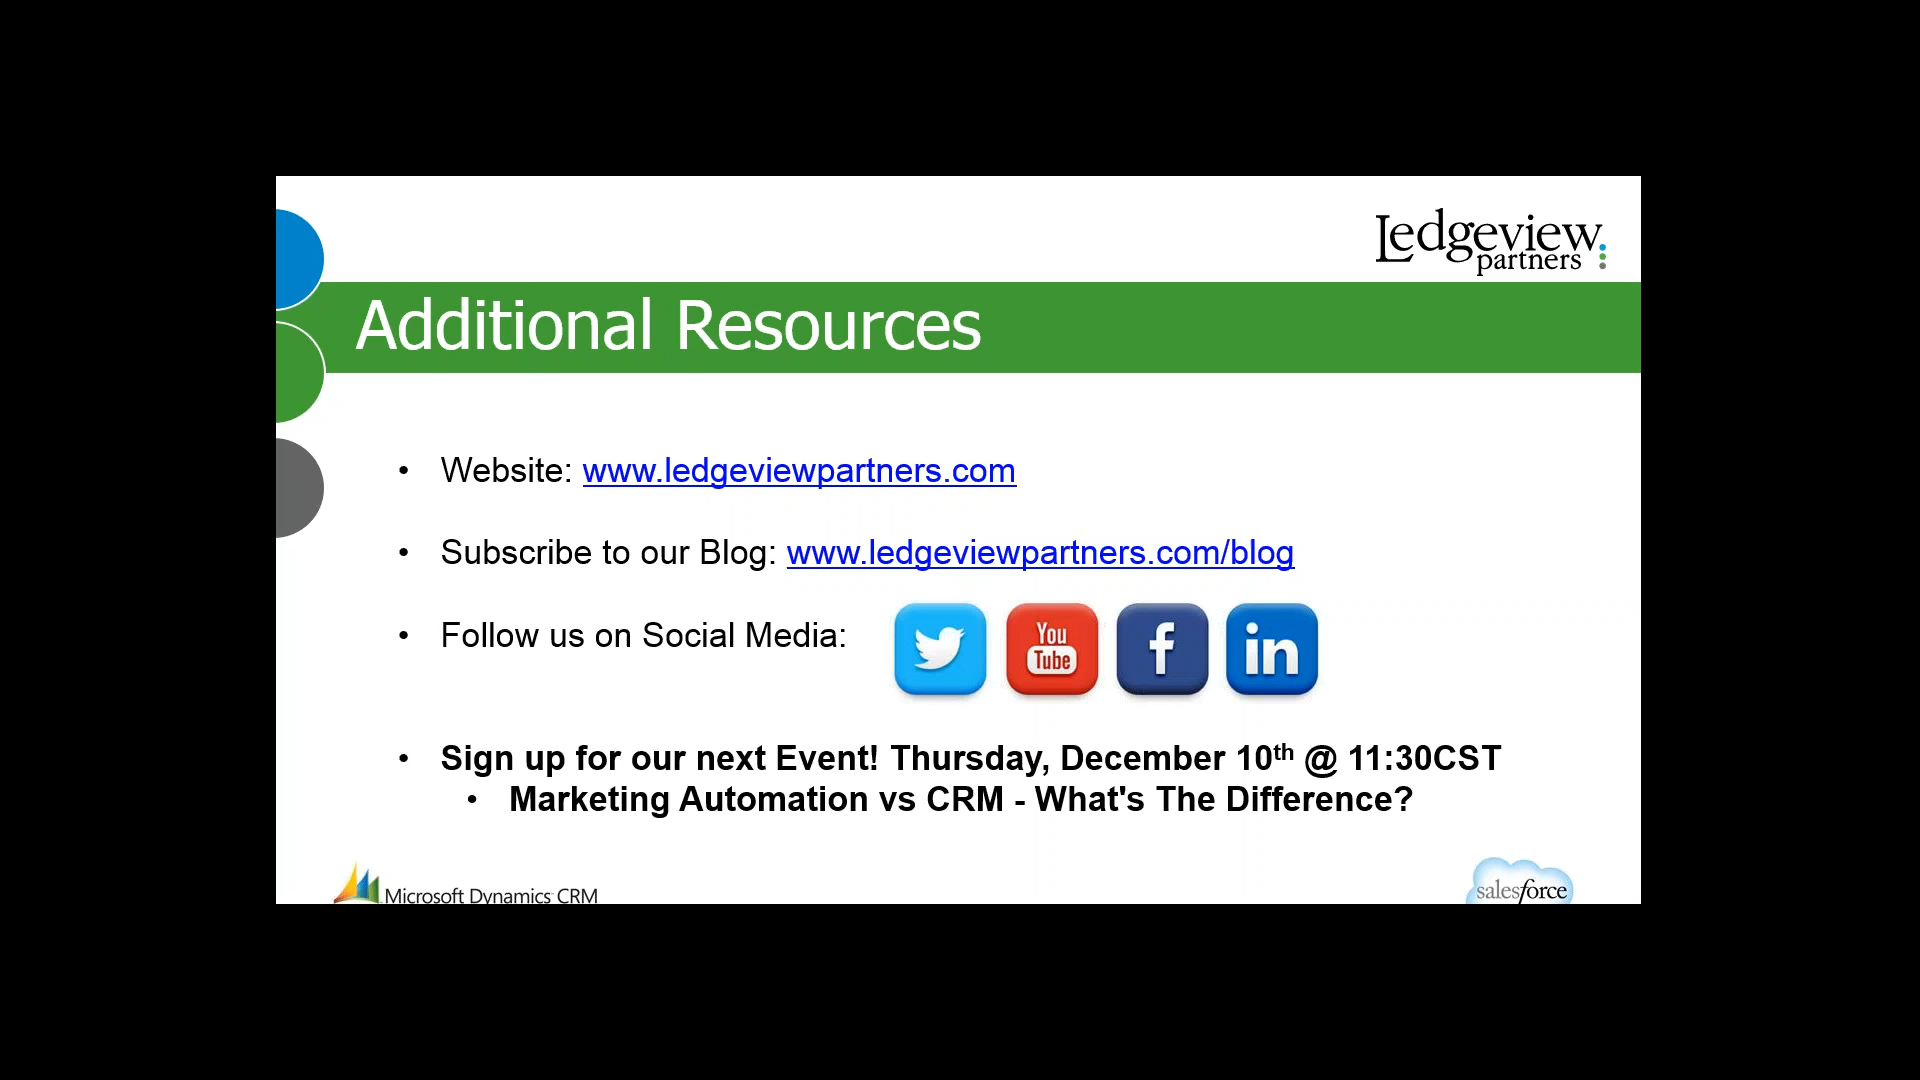 Ledgeview
partners
Additional Resources
• Website: www.ledgeviewpartners.com
• Subscribe to our Blog: www.ledgeviewpartners.com/blog
• Follow us on Social Media:
You
Tube
f
in
• Sign up for our next Event! Thursday, December 10th @ 11:30CST
• Marketing Automation vs CRM - What's The Difference?
Microsoft Dynamics CRM
salesforce